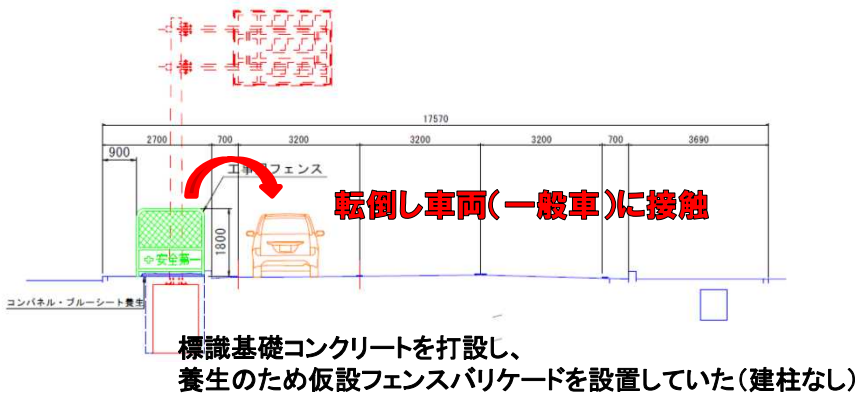 17570
2700 700 3200 3200 3200 700 3690
900
工事用フェンス
転倒し車両(一般車)に接触
1800
安全第一
コンパネル・ブルーシート養生
標識基礎コンクリートを打設し、
養生のため仮設フェンスバリケードを設置していた(建柱なし)